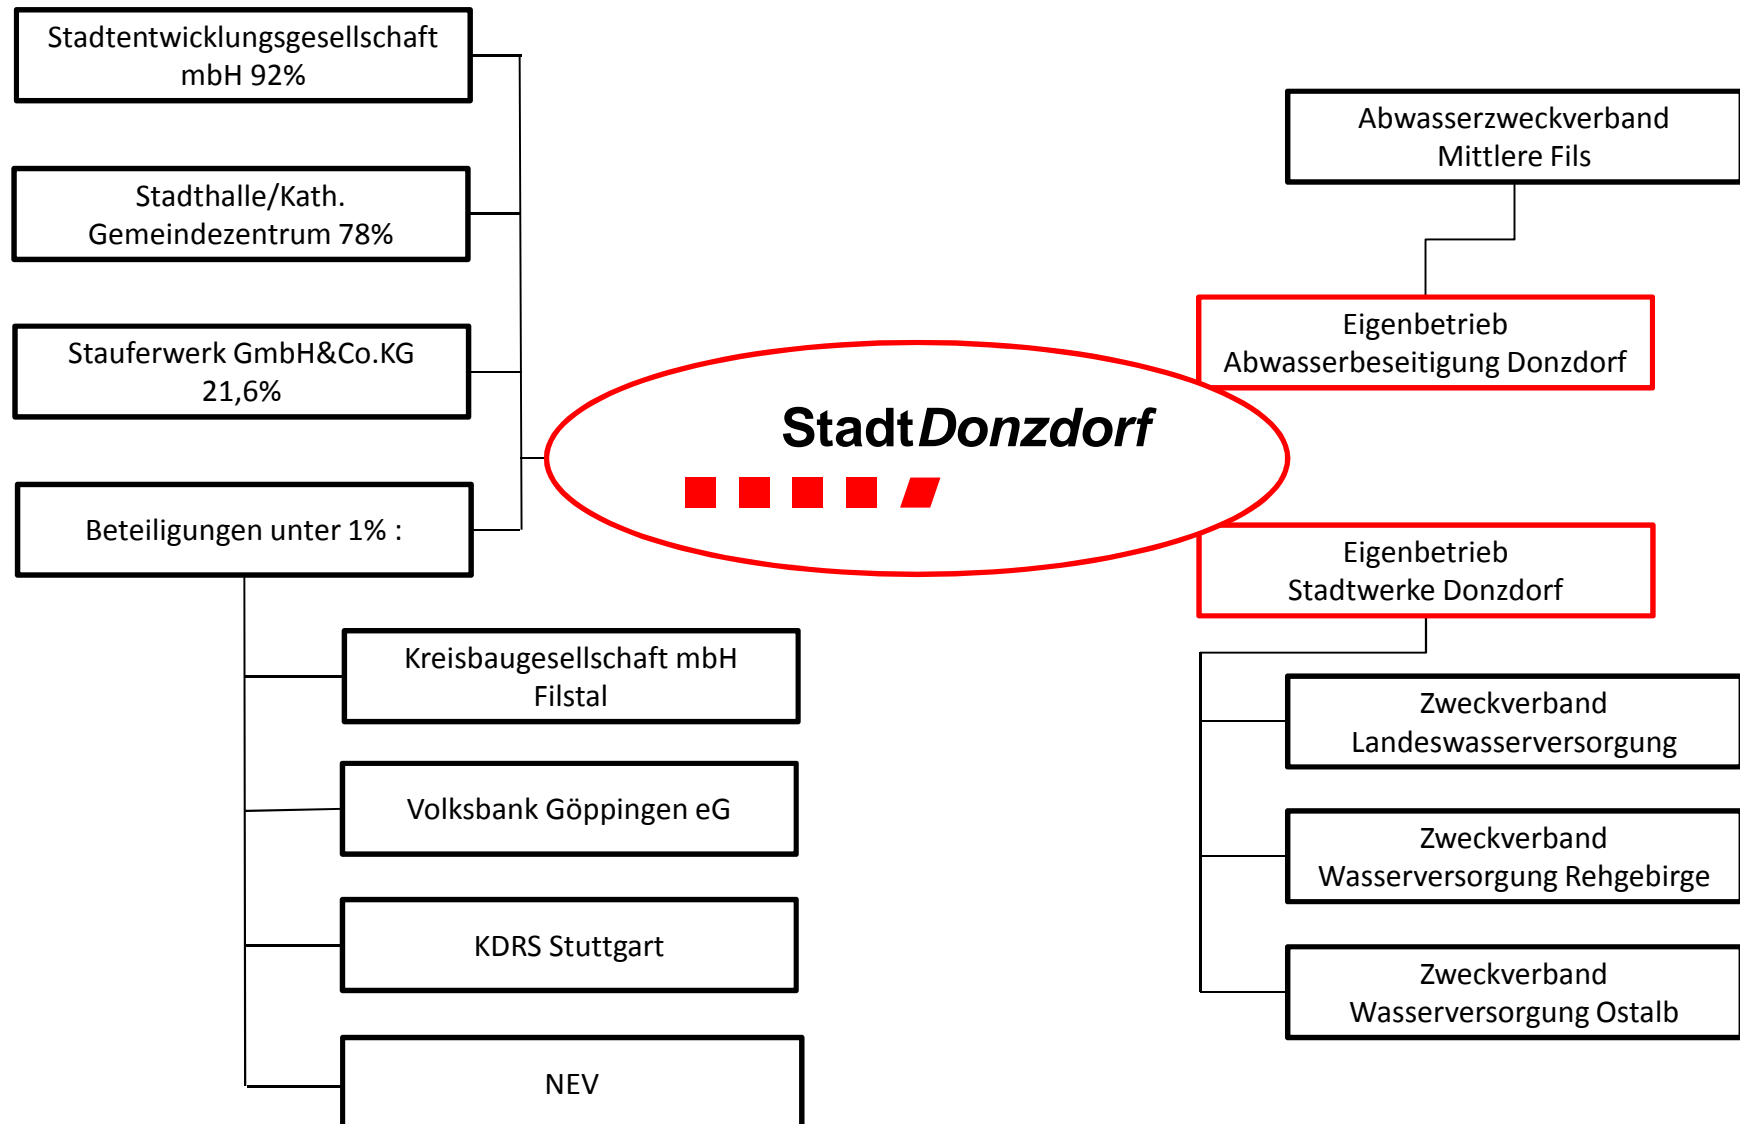 Stadtentwicklungsgesellschaft
mbH 92%
Stadthalle/Kath.
Gemeindezentrum 78%
Stauferwerk GmbH&Co.KG
21,6%
Beteiligungen unter 1% :
Kreisbaugesellschaft mbH
Filstal
Volksbank Göppingen eG
KDRS Stuttgart
NEV
StadtDonzdorf
Abwasserzweckverband
Mittlere Fils
Eigenbetrieb
Abwasserbeseitigung Donzdorf
Eigenbetrieb
Stadtwerke Donzdorf
Zweckverband
Landeswasserversorgung
Zweckverband
Wasserversorgung Rehgebirge
Zweckverband
Wasserversorgung Ostalb